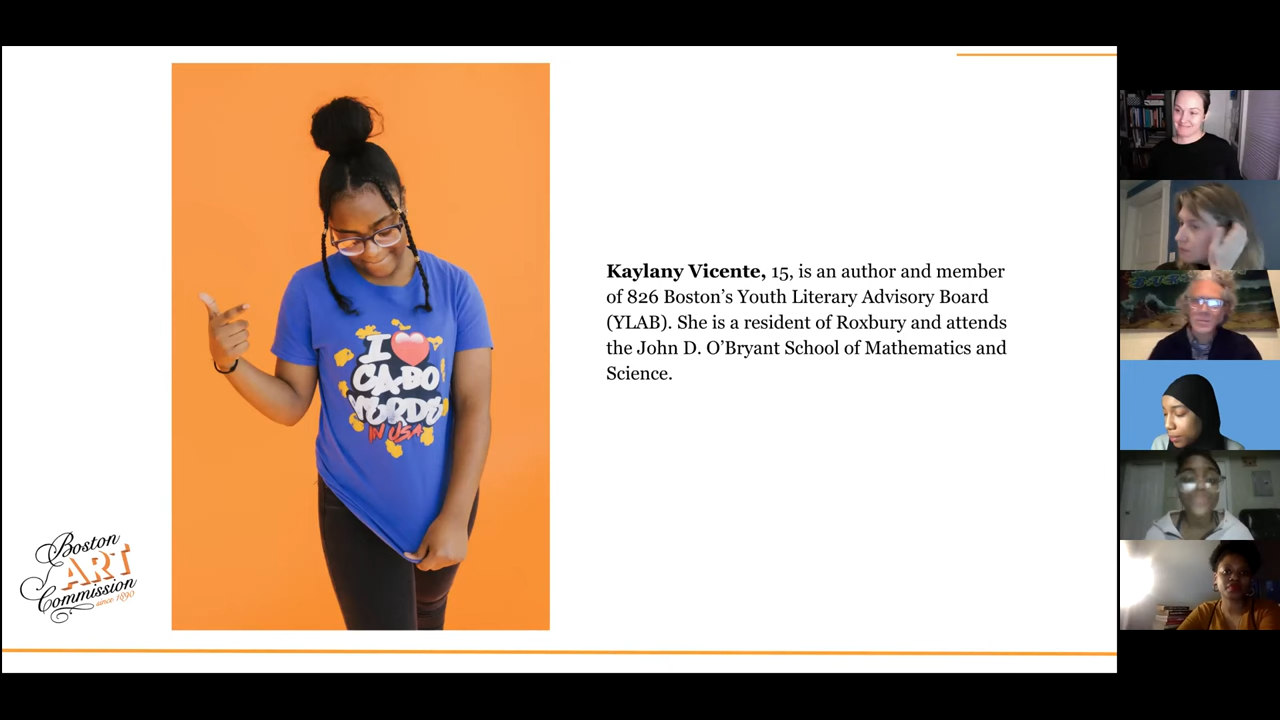 Kaylany Vicente, 15, is an author and member
of 826 Boston’s Youth Literary Advisory Board
(YLAB). She is a resident of Roxbury and attends
the John D. O’Bryant School of Mathematics and
Science.
I
CABO
VERDE
IN USA
Boston
ART
Commission
since 1890